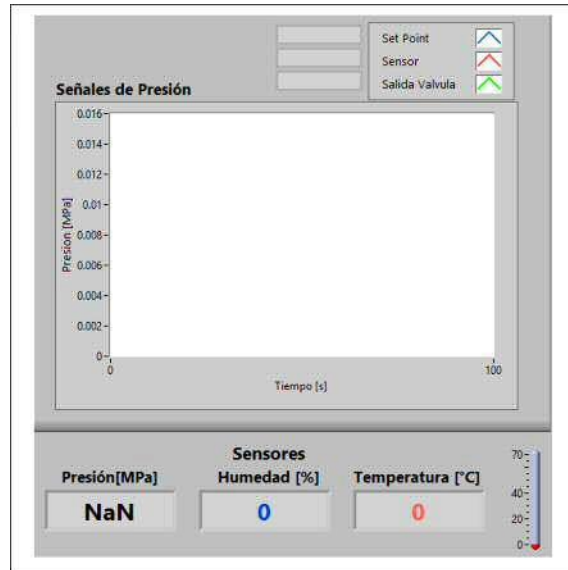 Set Point
Sensor
Salida Valvula
Señales de Presión
0.016
0.014
0.012
0.01
0.008
0.006
0.004
0.002
0
Presion [MPa]
0
100
Tiempo [s]
Sensores
Presión[MPa]
Humedad [%]
Temperatura [°C]
NaN
0
0
70
40
20
0